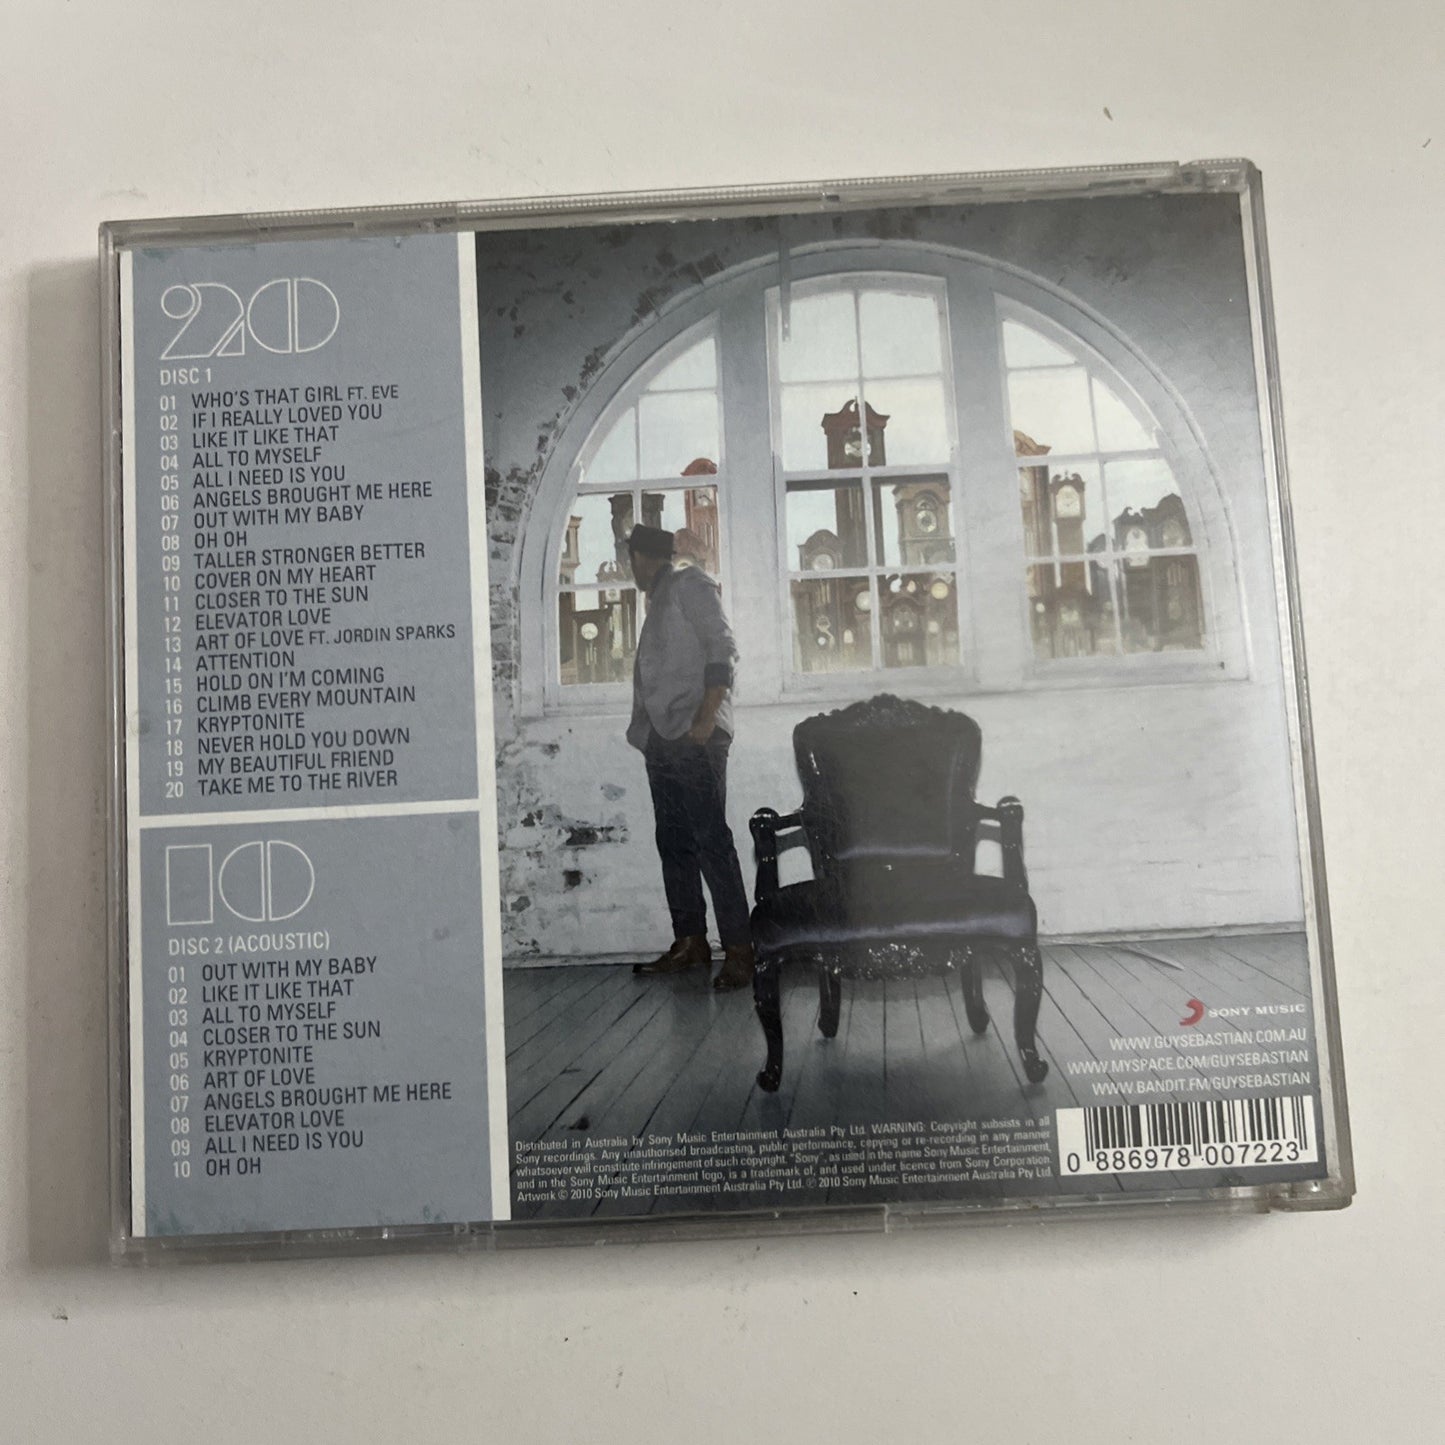 20
DISC 1
01 WHO'S THAT GIRL FT. EVE
02 IF I REALLY LOVED YOU
03 LIKE IT LIKE THAT
04 ALL TO MYSELF
05 ALL I NEED IS YOU
06 ANGELS BROUGHT ME HERE
07 OUT WITH MY BABY
08 OH OH
09 TALLER STRONGER BETTER
10 COVER ON MY HEART
11 CLOSER TO THE SUN
12 ELEVATOR LOVE
13 ART OF LOVE FT. JORDIN SPARKS
14 ATTENTION
15 HOLD ON I'M COMING
16 CLIMB EVERY MOUNTAIN
17 KRYPTONITE
18 NEVER HOLD YOU DOWN
19 MY BEAUTIFUL FRIEND
20 TAKE ME TO THE RIVER
10
DISC 2 (ACOUSTIC)
01 OUT WITH MY BABY
02 LIKE IT LIKE THAT
03 ALL TO MYSELF
04 CLOSER TO THE SUN
05 KRYPTONITE
06 ART OF LOVE
07 ANGELS BROUGHT ME HERE
08 ELEVATOR LOVE
09 ALL I NEED IS YOU
10 OH OH
SONY MUSIC
WWW.GUYSEBASTIAN.COM.AU
WWW.MYSPACE.COM/GUYSEBASTIAN
WWW.BANDIT.FM/GUYSEBASTIAN
Distributed in Australia by Sony Music Entertainment Australia Pty Ltd. WARNING: Copyright subsists in all
Sony recordings. Any unauthorised broadcasting, public performance, copying or re-recording in any manner
whatsoever will constitute infringement of such copyright. "Sony", as used in the name Sony Music Entertainment,
and in the Sony Music Entertainment logo, is a trademark of, and used under licence from Sony Corporation.
Artwork © 2010 Sony Music Entertainment Australia Pty Ltd. ℗ 2010 Sony Music Entertainment Australia Pty Ltd.
0 886978 007223